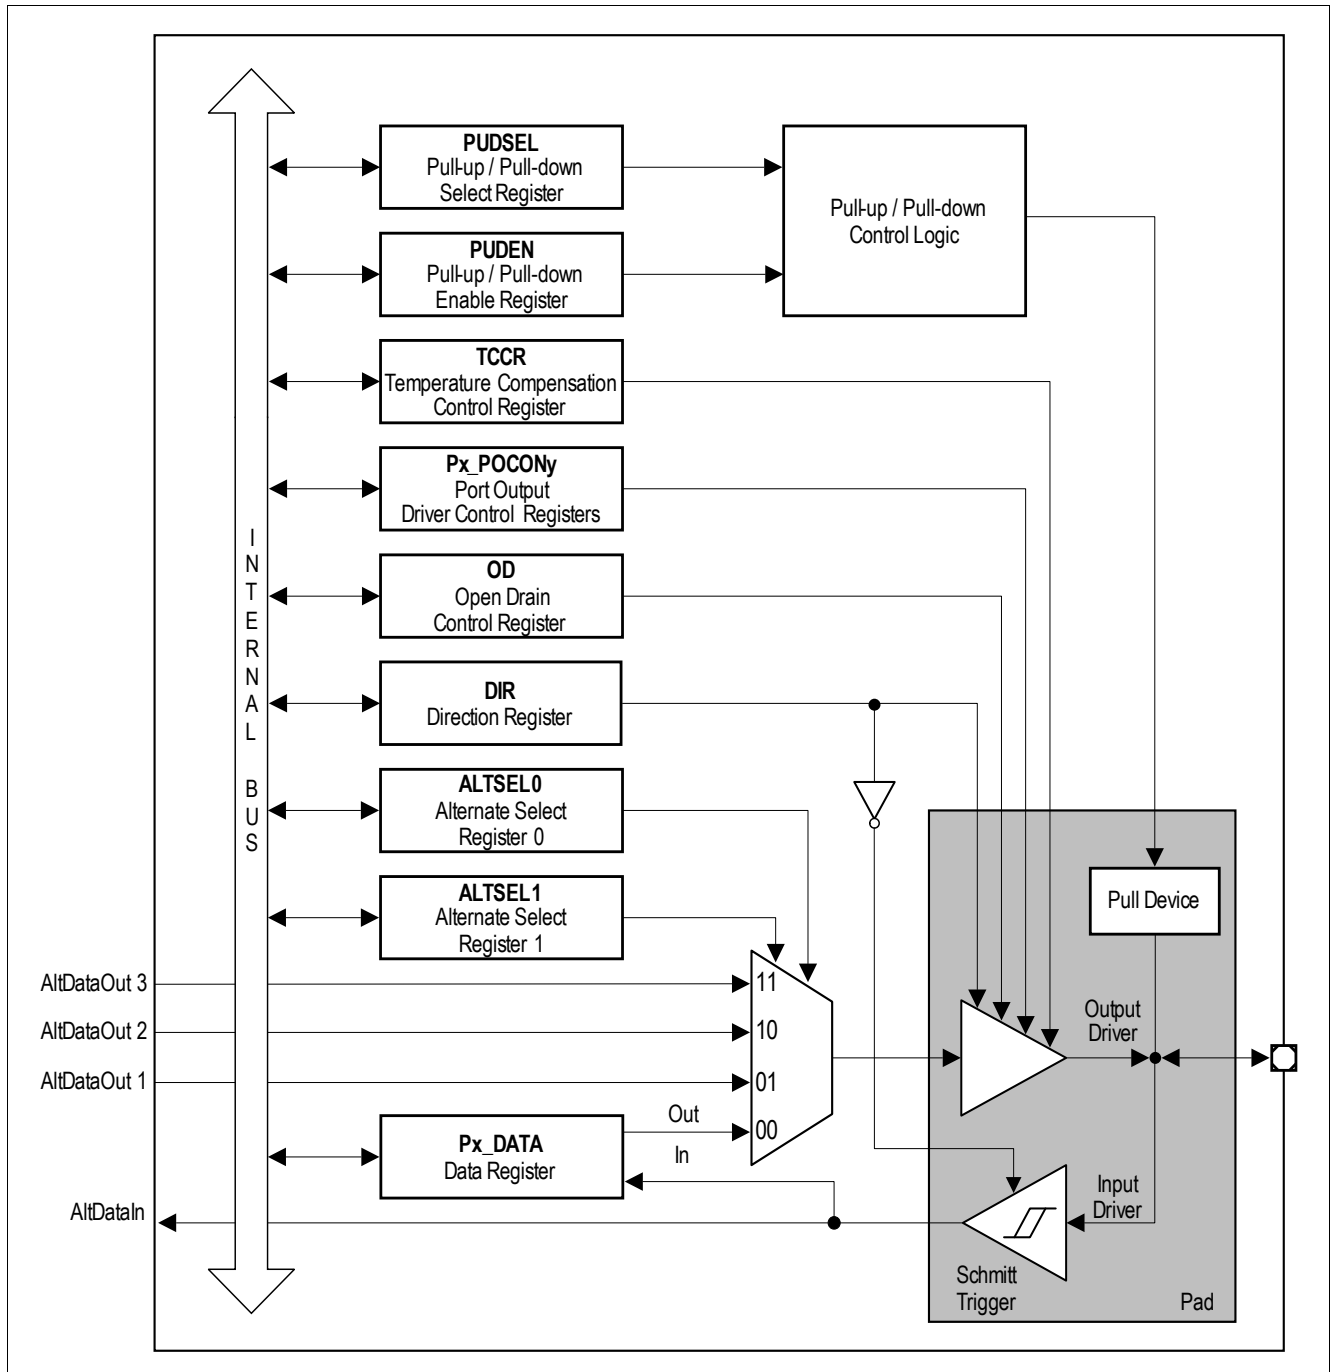 PUDSEL
Pull-up / Pull-down
Select Register
Pull-up / Pull-down
Control Logic
PUDEN
Pull-up / Pull-down
Enable Register
TCCR
Temperature Compensation
Control Register
Px_POCONy
Port Output
Driver Control Registers
OD
Open Drain
Control Register
DIR
Direction Register
INTERNAL BUS
ALTSEL0
Alternate Select
Register 0
ALTSEL1
Alternate Select
Register 1
Pull Device
AltDataOut 3
11
AltDataOut 2
10
Output
Driver
AltDataOut 1
01
Out
00
Px_DATA
Data Register
In
AltDataIn
Input
Driver
Schmitt
Trigger
Pad